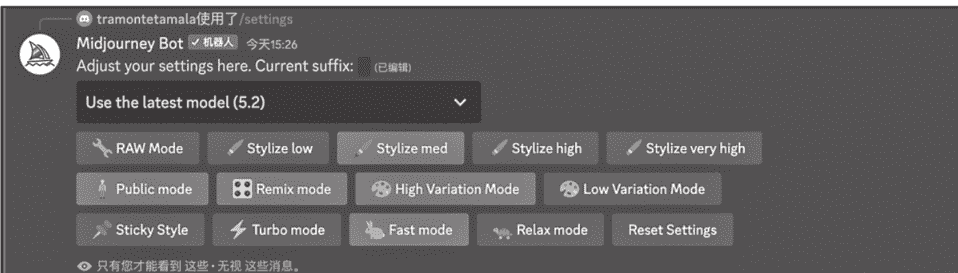 tramontetamala使用了/settings
Midjourney Bot ✓机器人 今天15:26
Adjust your settings here. Current suffix: (已编辑)
Use the latest model (5.2)
RAW Mode Stylize low Stylize med Stylize high Stylize very high
Public mode Remix mode High Variation Mode Low Variation Mode
Sticky Style Turbo mode Fast mode Relax mode Reset Settings
只有您才能看到 这些 · 无视 这些消息。